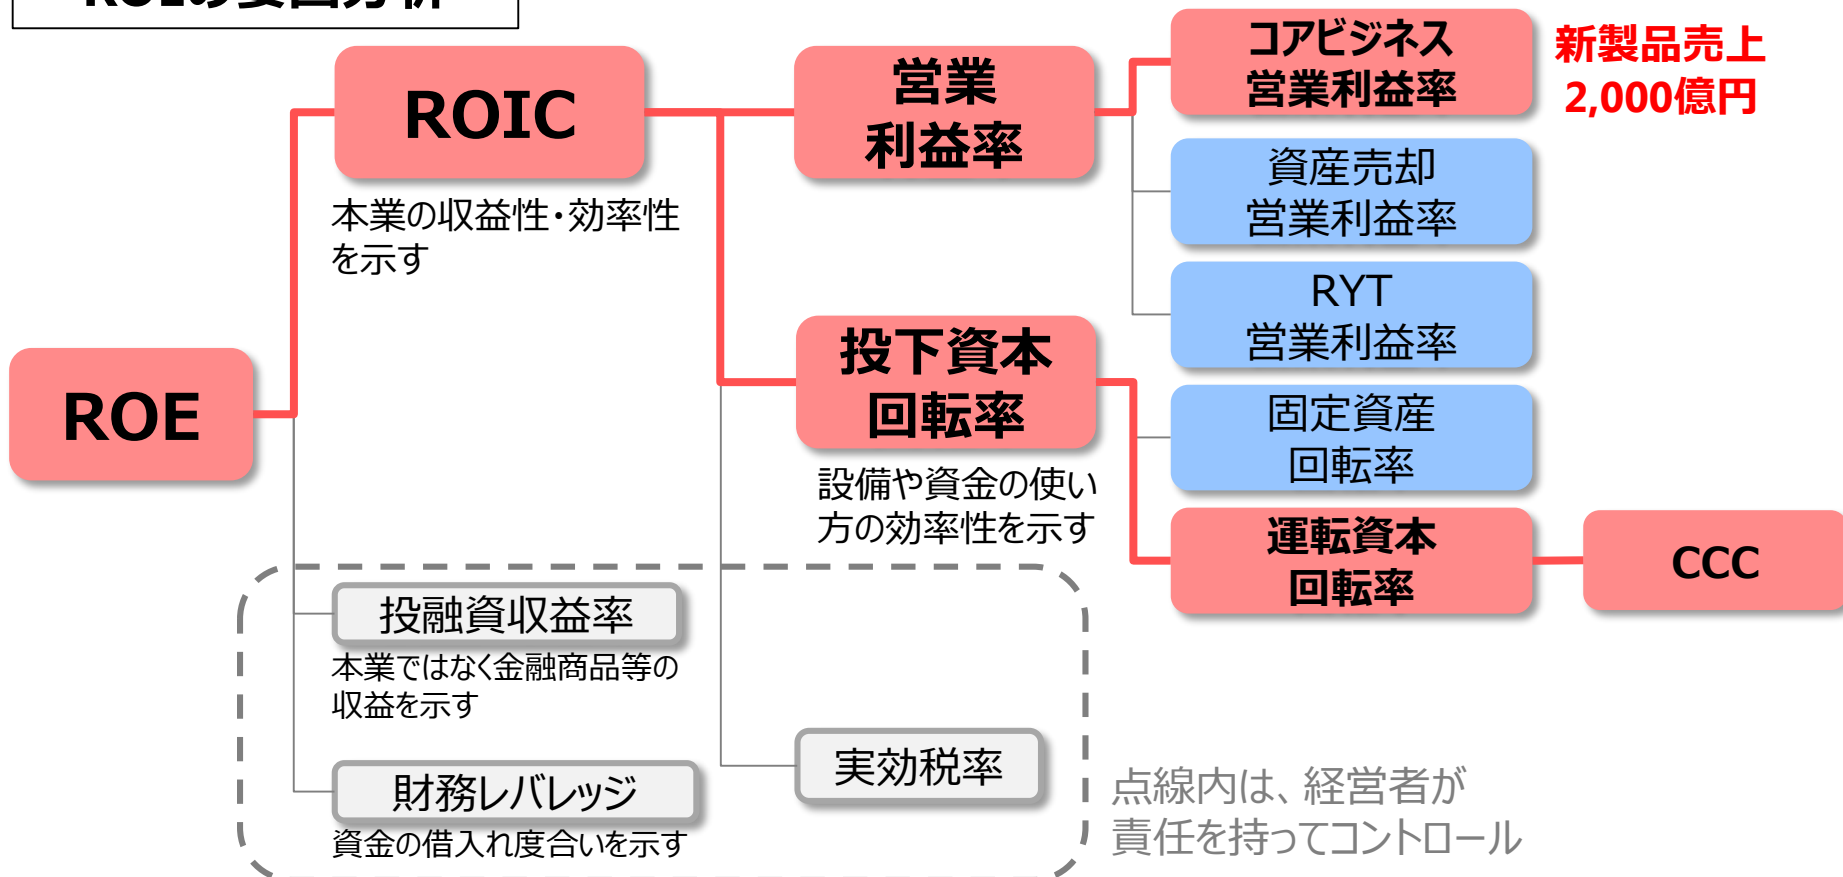 ROEの要因分析
ROE
ROIC
本業の収益性・効率性
を示す
投融資収益率
本業ではなく金融商品等の
収益を示す
財務レバレッジ
資金の借入れ度合いを示す
営業
利益率
投下資本
回転率
設備や資金の使い
方の効率性を示す
実効税率
コアビジネス
営業利益率
資産売却
営業利益率
RYT
営業利益率
固定資産
回転率
運転資本
回転率
CCC
新製品売上
2,000億円
点線内は、経営者が
責任を持ってコントロール